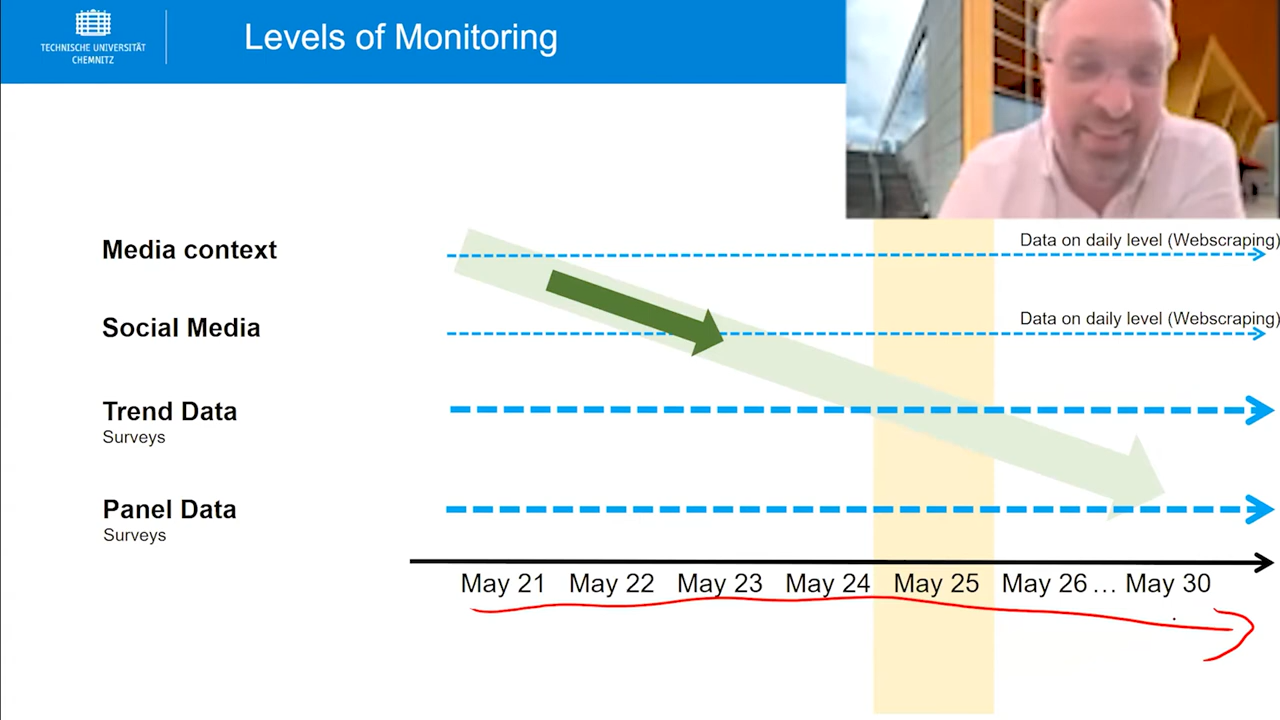 TECHNISCHE UNIVERSITÄT
CHEMNITZ
Levels of Monitoring
Media context
Data on daily level (Webscraping)
Social Media
Data on daily level (Webscraping)
Trend Data
Surveys
Panel Data
Surveys
May 21 May 22 May 23 May 24 May 25 May 26 … May 30